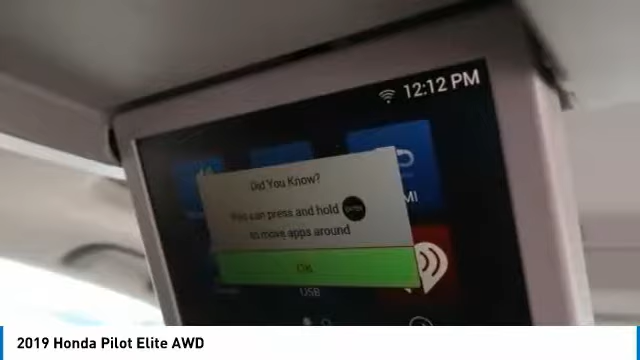 12:12 PM
Did You Know?
You can press and hold ENTER
to move apps around
OK
USB
2019 Honda Pilot Elite AWD